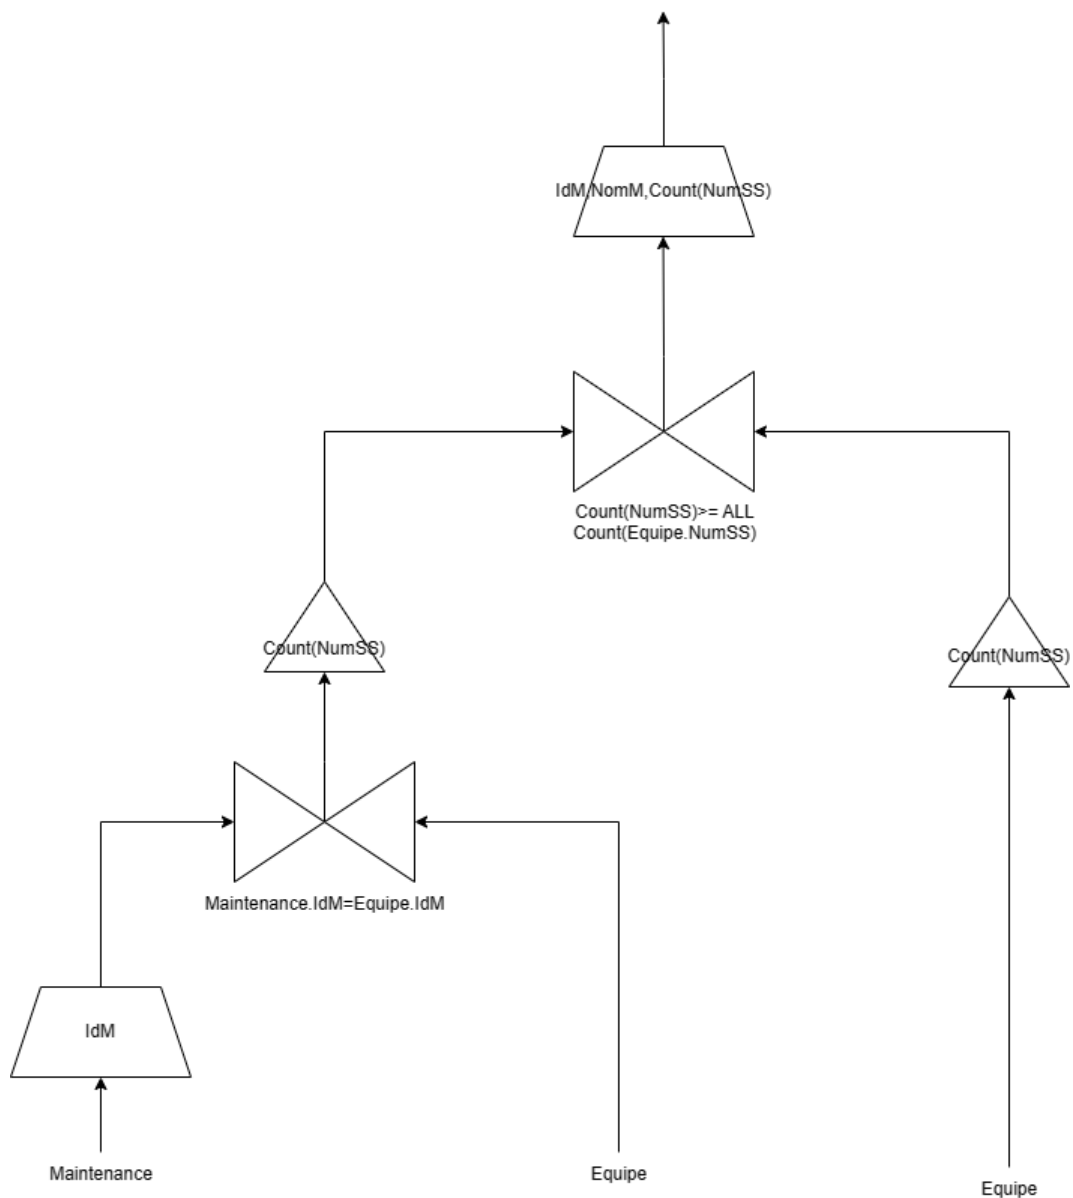 IdM,NomM,Count(NumSS)
Count(NumSS)>= ALL
Count(Equipe.NumSS)
Count(NumSS)
Count(NumSS)
Maintenance.IdM=Equipe.IdM
IdM
Maintenance
Equipe
Equipe